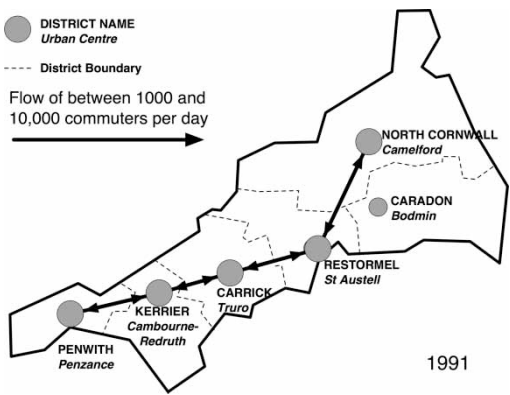 DISTRICT NAME
Urban Centre
District Boundary
Flow of between 1000 and
10,000 commuters per day
NORTH CORNWALL
Camelford
CARADON
Bodmin
RESTORMEL
St Austell
CARRICK
Truro
KERRIER
Cambourne-
Redruth
PENWITH
Penzance
1991